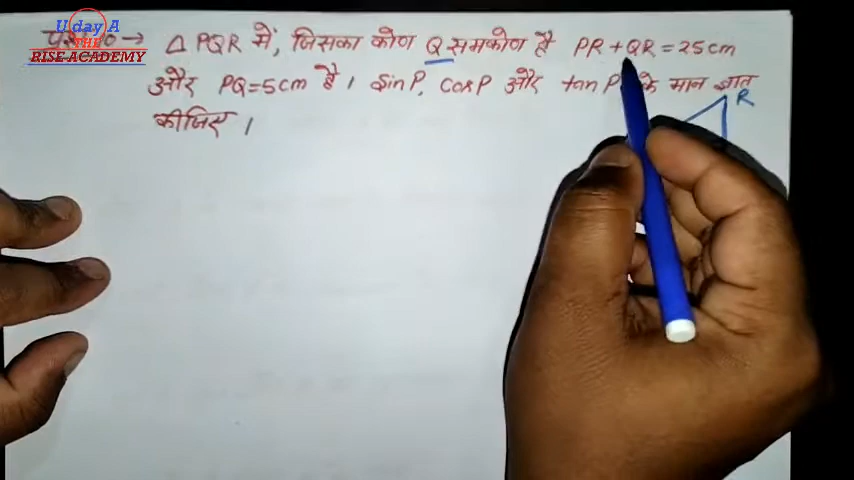 Uday A
THE
RISE ACADEMY
→ Δ PQR में, जिसका कोण Q समकोण है PR + QR = 25 cm
और PQ = 5 cm है। sin P, cos P और tan P के मान ज्ञात
R
कीजिए।